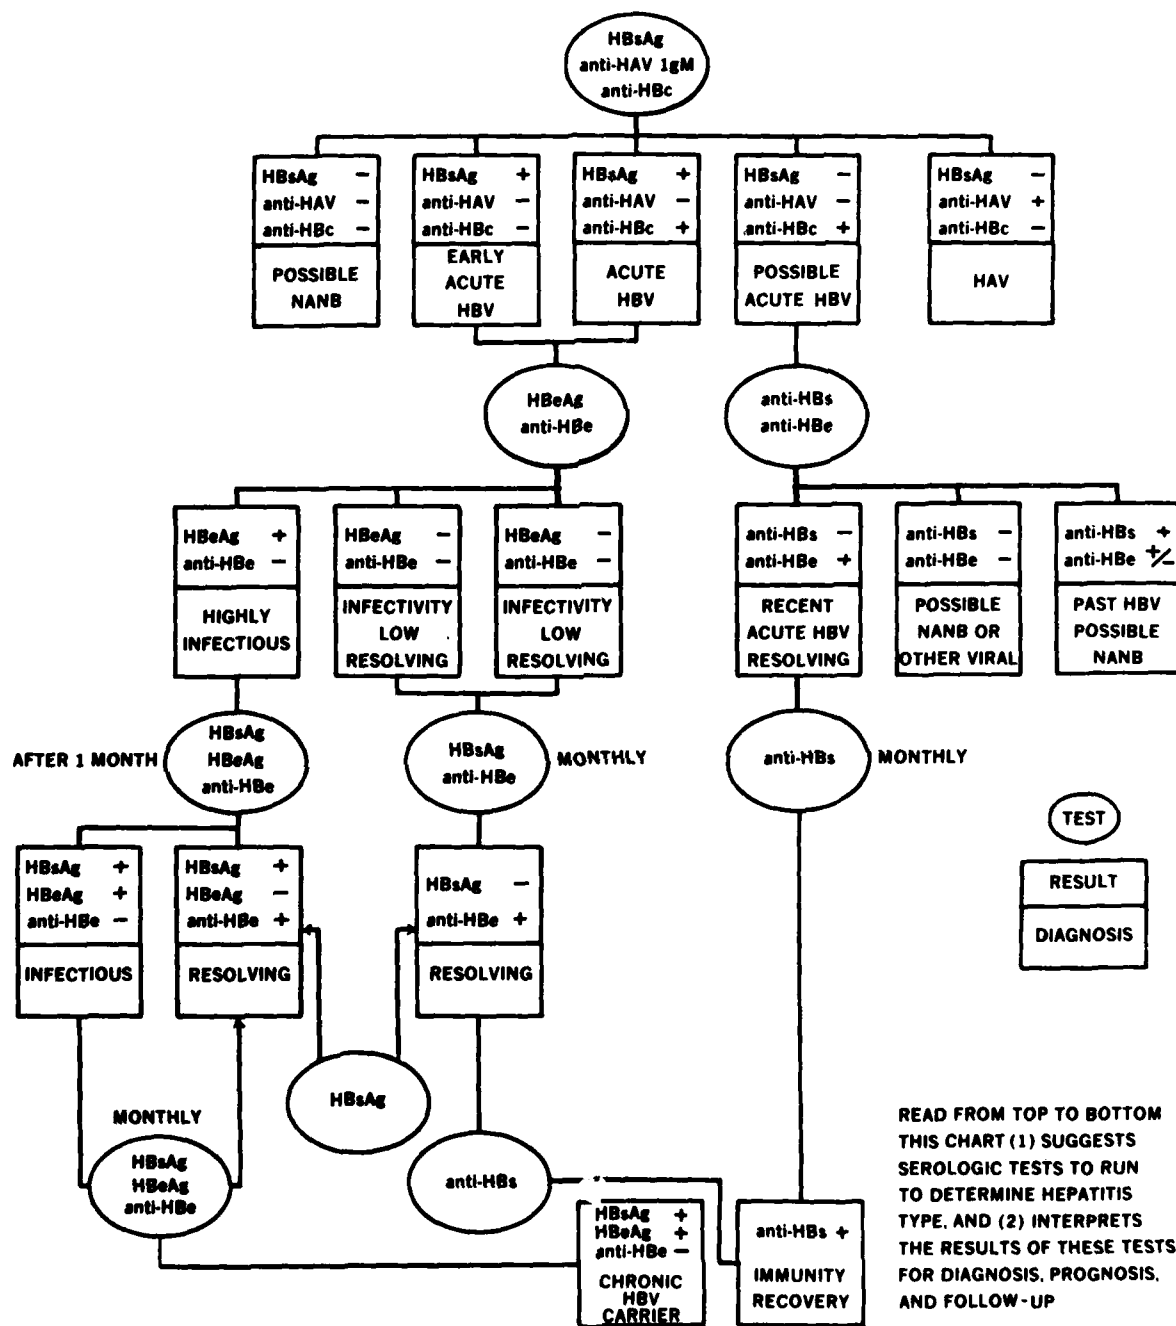 HBsAg
anti-HAV 1gM
anti-HBc
HBsAg −
anti-HAV −
anti-HBc −
POSSIBLE
NANB
HBsAg +
anti-HAV −
anti-HBc −
EARLY
ACUTE
HBV
HBsAg +
anti-HAV −
anti-HBc +
ACUTE
HBV
HBsAg −
anti-HAV −
anti-HBc +
POSSIBLE
ACUTE HBV
HBsAg −
anti-HAV +
anti-HBc −
HAV
HBeAg
anti-HBe
anti-HBs
anti-HBe
HBeAg +
anti-HBe −
HIGHLY
INFECTIOUS
HBeAg −
anti-HBe −
INFECTIVITY
LOW
RESOLVING
HBeAg −
anti-HBe −
INFECTIVITY
LOW
RESOLVING
anti-HBs −
anti-HBe +
RECENT
ACUTE HBV
RESOLVING
anti-HBs −
anti-HBe −
POSSIBLE
NANB OR
OTHER VIRAL
anti-HBs +
anti-HBe +/−
PAST HBV
POSSIBLE
NANB
AFTER 1 MONTH
HBsAg
HBeAg
anti-HBe
HBsAg
anti-HBe
MONTHLY
anti-HBs
MONTHLY
TEST
RESULT
DIAGNOSIS
HBsAg +
HBeAg +
anti-HBe −
INFECTIOUS
HBsAg +
HBeAg −
anti-HBe +
RESOLVING
HBsAg −
anti-HBe +
RESOLVING
HBsAg
MONTHLY
HBsAg
HBeAg
anti-HBe
anti-HBs
HBsAg +
HBeAg +
anti-HBe −
CHRONIC
HBV
CARRIER
anti-HBs +
IMMUNITY
RECOVERY
READ FROM TOP TO BOTTOM
THIS CHART (1) SUGGESTS
SEROLOGIC TESTS TO RUN
TO DETERMINE HEPATITIS
TYPE, AND (2) INTERPRETS
THE RESULTS OF THESE TESTS
FOR DIAGNOSIS, PROGNOSIS,
AND FOLLOW-UP